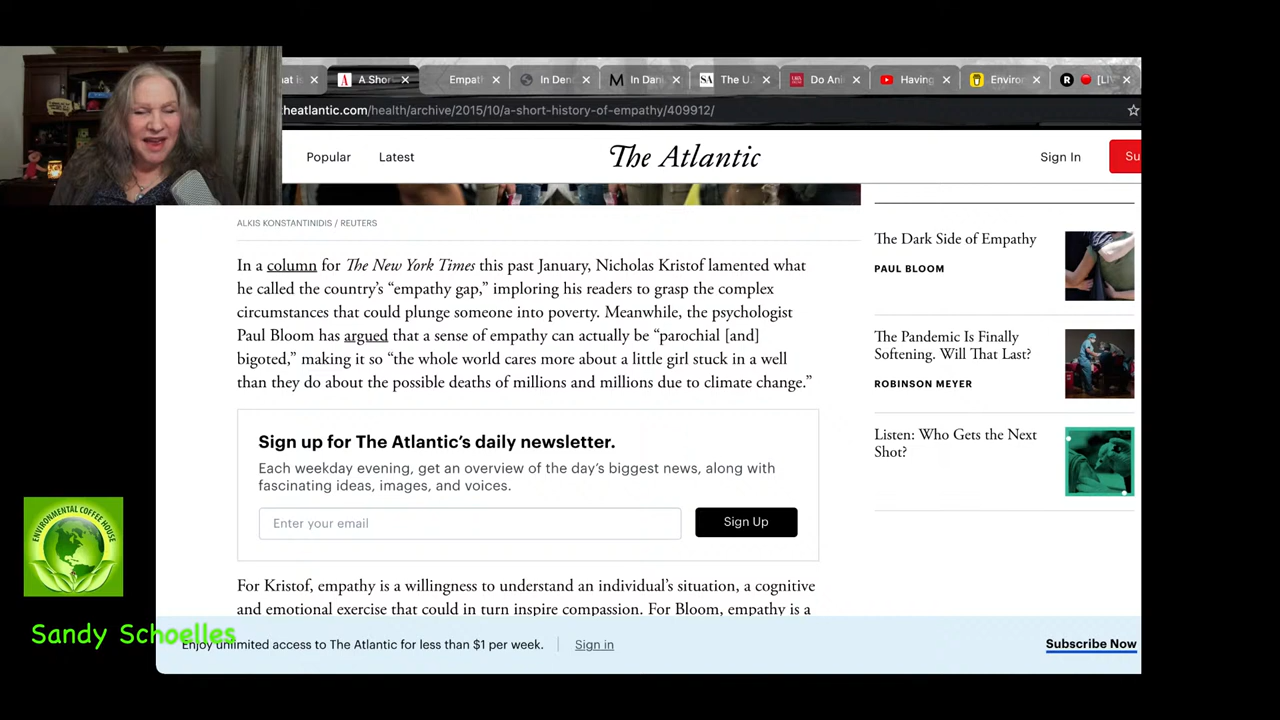 A Shor
Empath
In Den
In Dani
The U.
Do Ani
Having
Environ
[LIV
theatlantic.com/health/archive/2015/10/a-short-history-of-empathy/409912/
Popular
Latest
The Atlantic
Sign In
Su
ALKIS KONSTANTINIDIS / REUTERS
In a column for The New York Times this past January, Nicholas Kristof lamented what
he called the country's "empathy gap," imploring his readers to grasp the complex
circumstances that could plunge someone into poverty. Meanwhile, the psychologist
Paul Bloom has argued that a sense of empathy can actually be "parochial [and]
bigoted," making it so "the whole world cares more about a little girl stuck in a well
than they do about the possible deaths of millions and millions due to climate change."
Sign up for The Atlantic's daily newsletter.
Each weekday evening, get an overview of the day's biggest news, along with
fascinating ideas, images, and voices.
Enter your email
Sign Up
For Kristof, empathy is a willingness to understand an individual's situation, a cognitive
and emotional exercise that could in turn inspire compassion. For Bloom, empathy is a
The Dark Side of Empathy
PAUL BLOOM
The Pandemic Is Finally
Softening. Will That Last?
ROBINSON MEYER
Listen: Who Gets the Next
Shot?
ENVIRONMENTAL COFFEE HOUSE
Sandy Schoelles
Enjoy unlimited access to The Atlantic for less than $1 per week.
Sign in
Subscribe Now